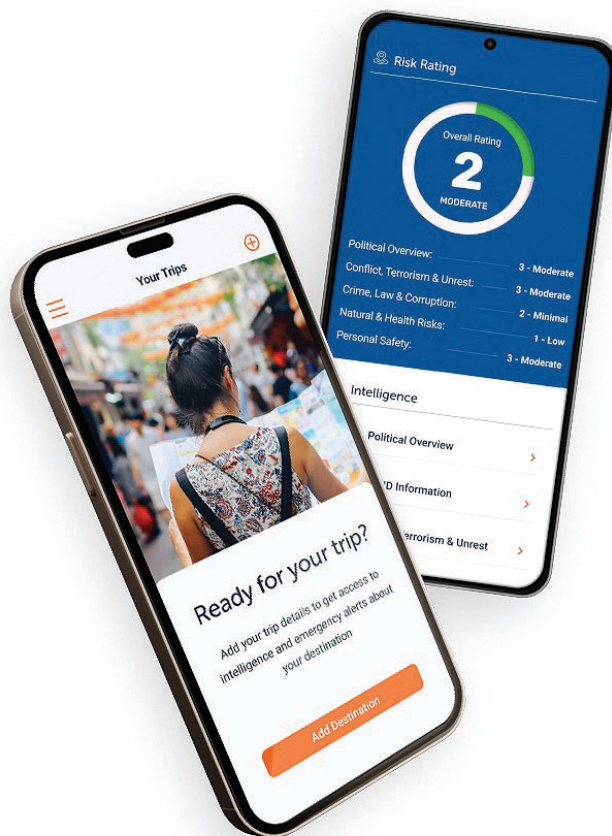 Your Trips
Ready for your trip?
Add your trip details to get access to
intelligence and emergency alerts about
your destination
Add Destination
Risk Rating
Overall Rating
2
MODERATE
Political Overview: 3 - Moderate
Conflict, Terrorism & Unrest: 3 - Moderate
Crime, Law & Corruption: 2 - Minimal
Natural & Health Risks: 1 - Low
Personal Safety: 3 - Moderate
Intelligence
Political Overview
Information
Terrorism & Unrest